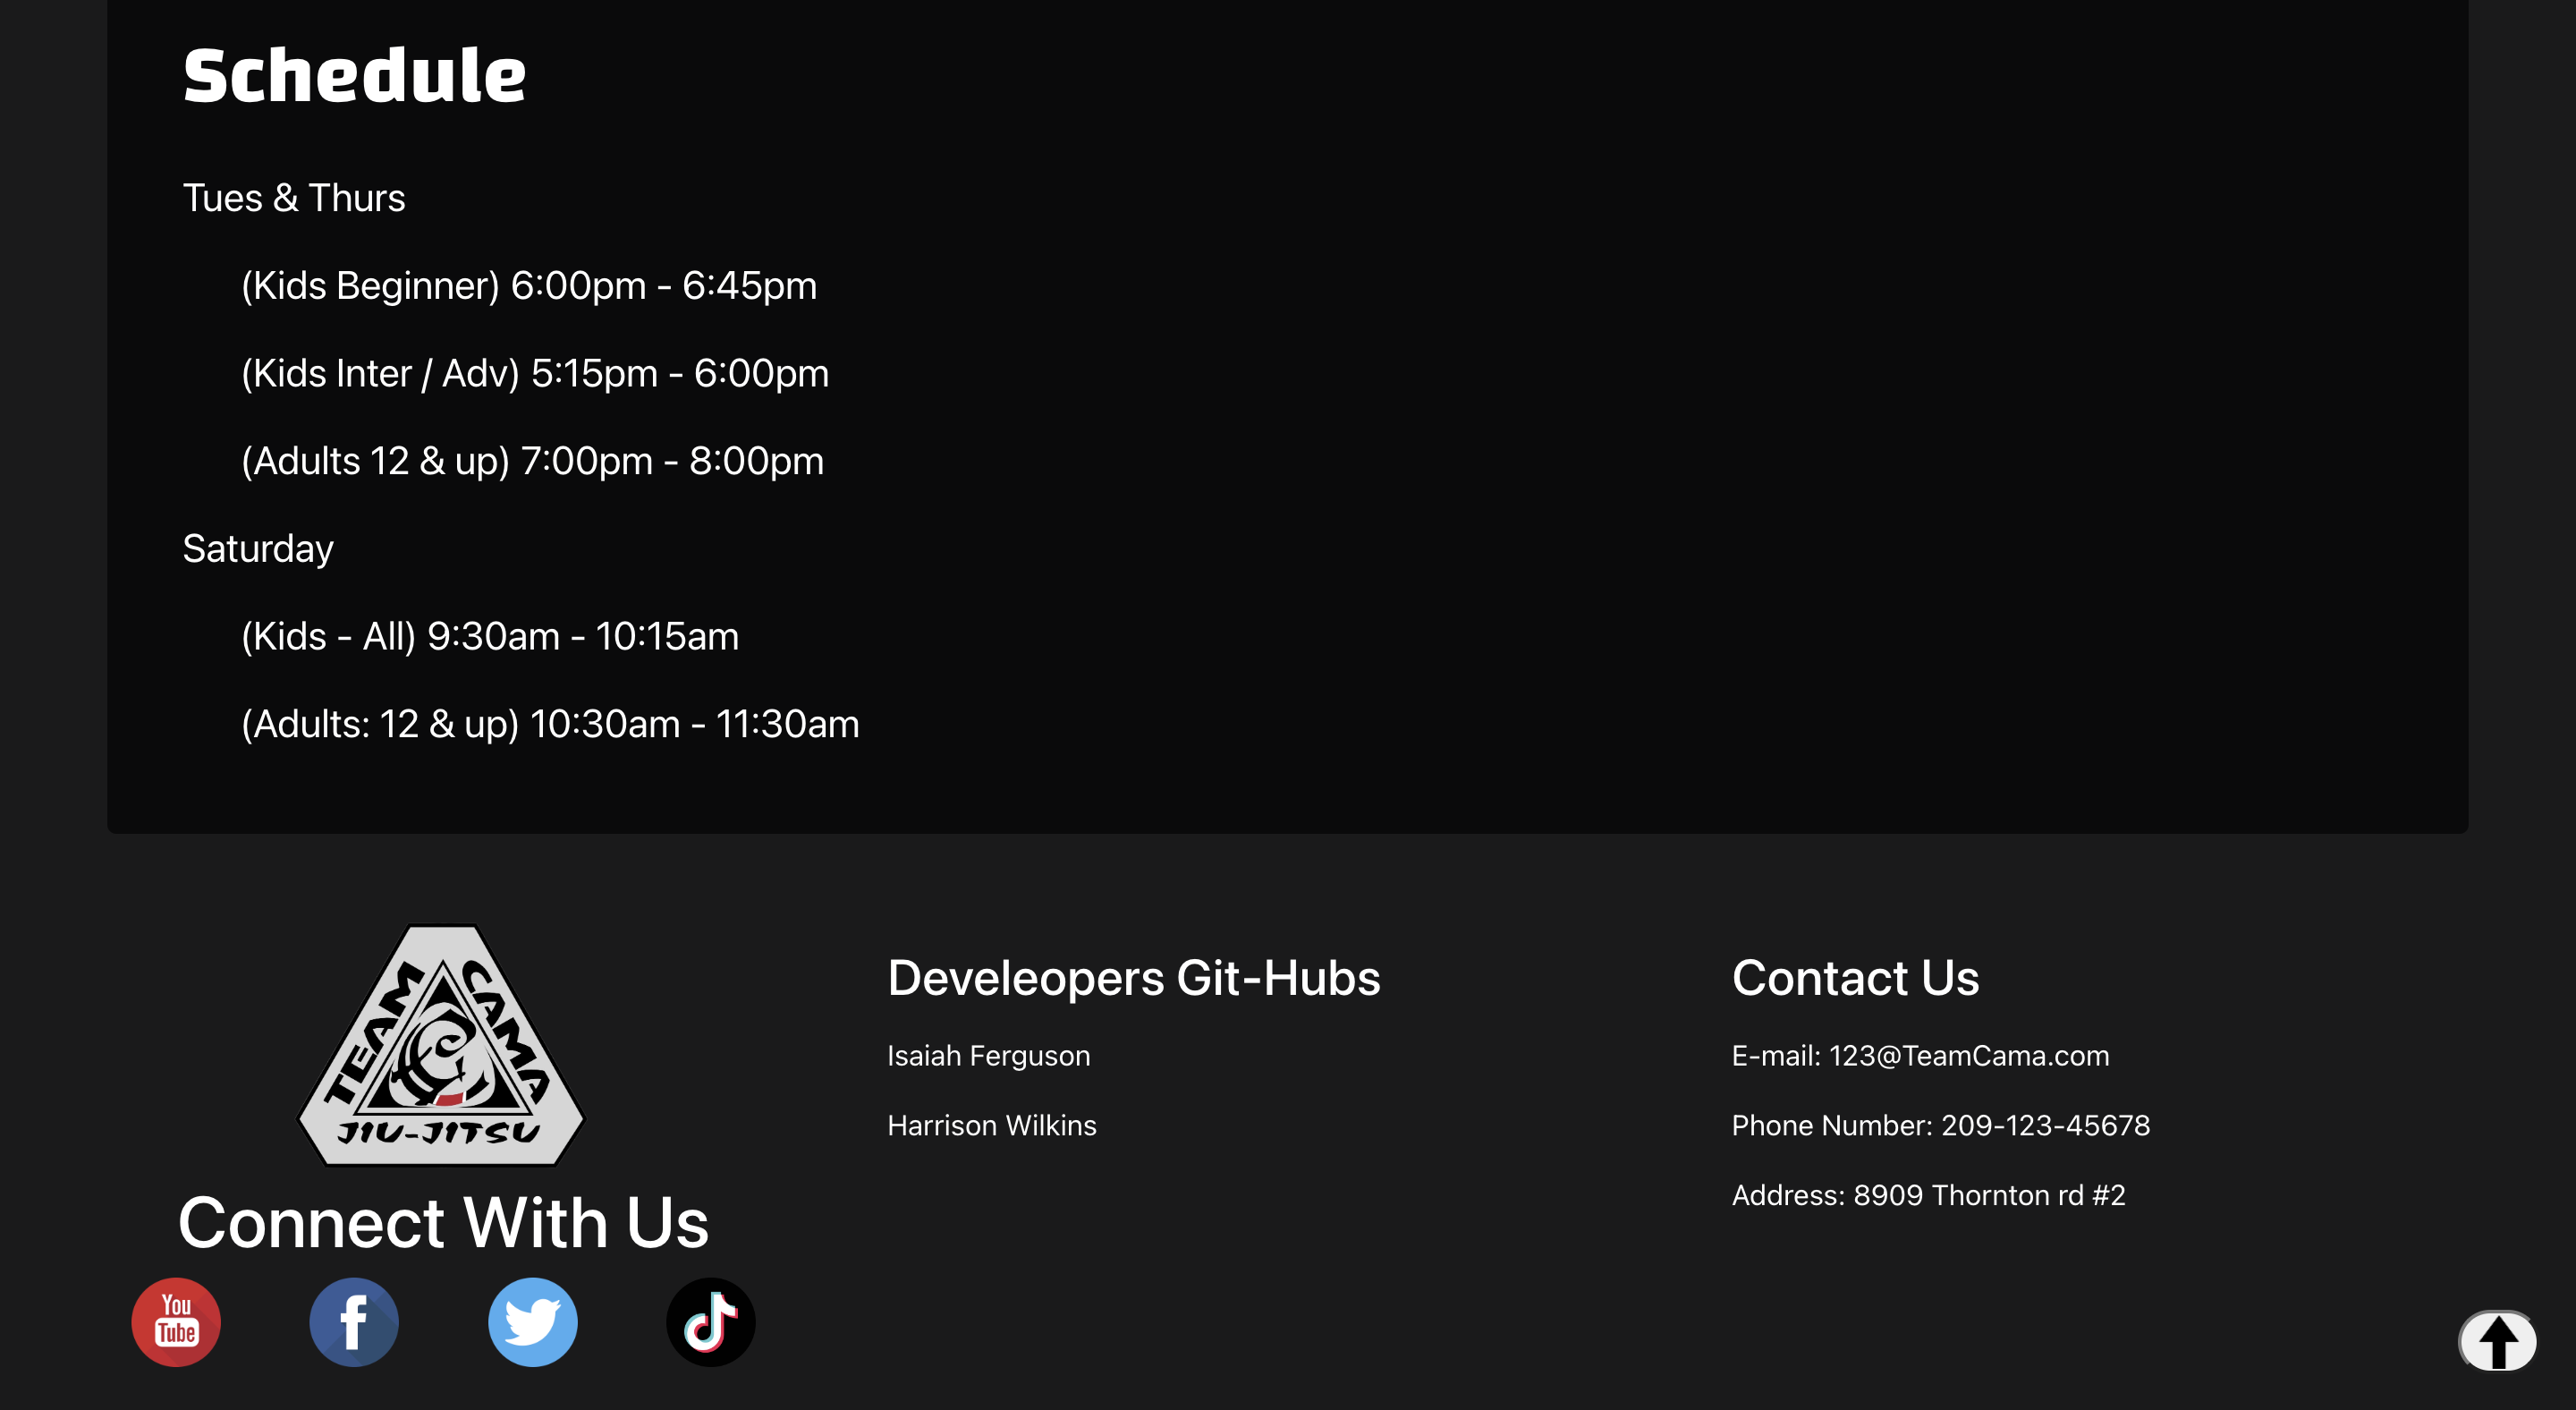 Schedule
Tues & Thurs
(Kids Beginner) 6:00pm - 6:45pm
(Kids Inter / Adv) 5:15pm - 6:00pm
(Adults 12 & up) 7:00pm - 8:00pm
Saturday
(Kids - All) 9:30am - 10:15am
(Adults: 12 & up) 10:30am - 11:30am
TEAM CAMA
JIU-JITSU
Connect With Us
You
Tube
f
Develeopers Git-Hubs
Isaiah Ferguson
Harrison Wilkins
Contact Us
E-mail: 123@TeamCama.com
Phone Number: 209-123-45678
Address: 8909 Thornton rd #2